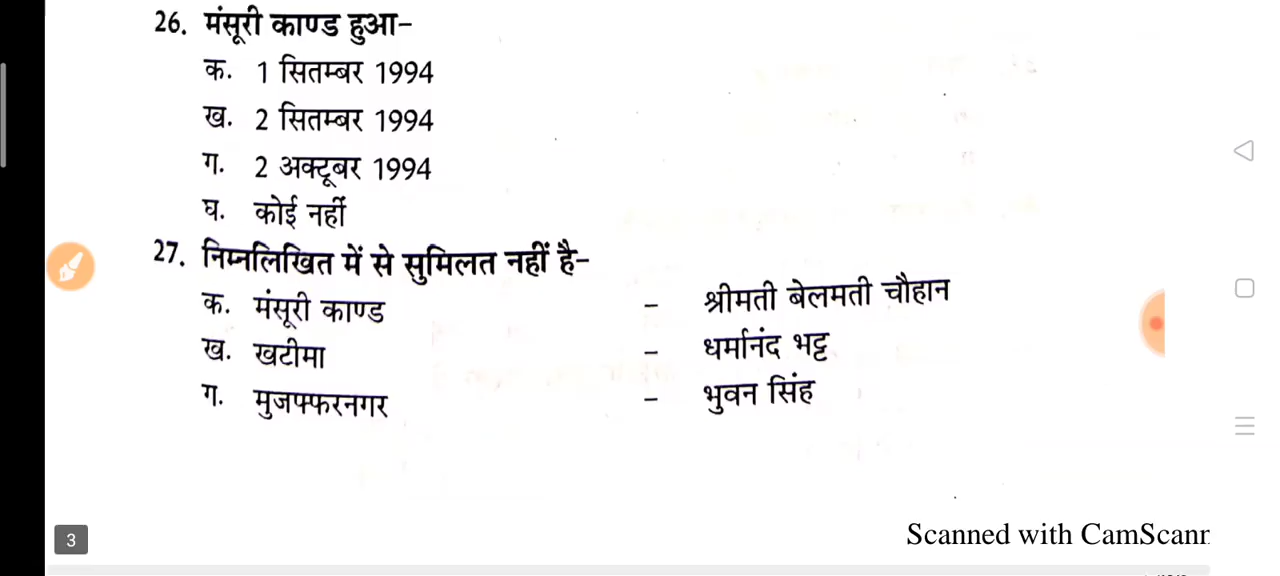 26. मंसूरी काण्ड हुआ–
क. 1 सितम्बर 1994
ख. 2 सितम्बर 1994
ग. 2 अक्टूबर 1994
घ. कोई नहीं
27. निम्नलिखित में से सुमिलत नहीं है–
क. मंसूरी काण्ड – श्रीमती बेलमती चौहान
ख. खटीमा – धर्मानंद भट्ट
ग. मुजफ्फरनगर – भुवन सिंह
3
Scanned with CamScanr